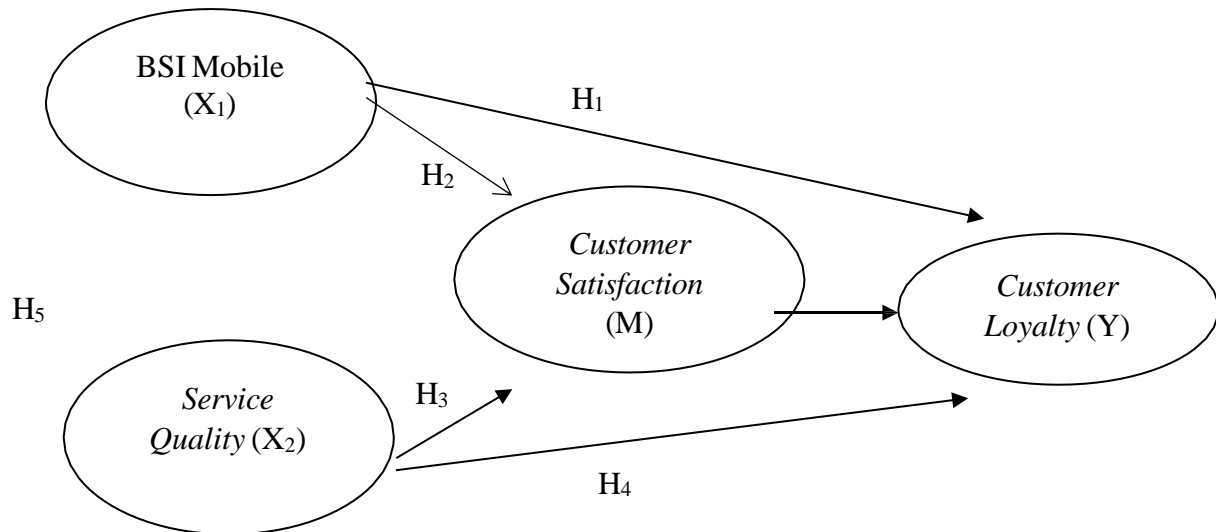 BSI Mobile
(X₁)
H₁
H₂
Customer
Satisfaction
(M)
Customer
Loyalty (Y)
H₅
Service
Quality (X₂)
H₃
H₄